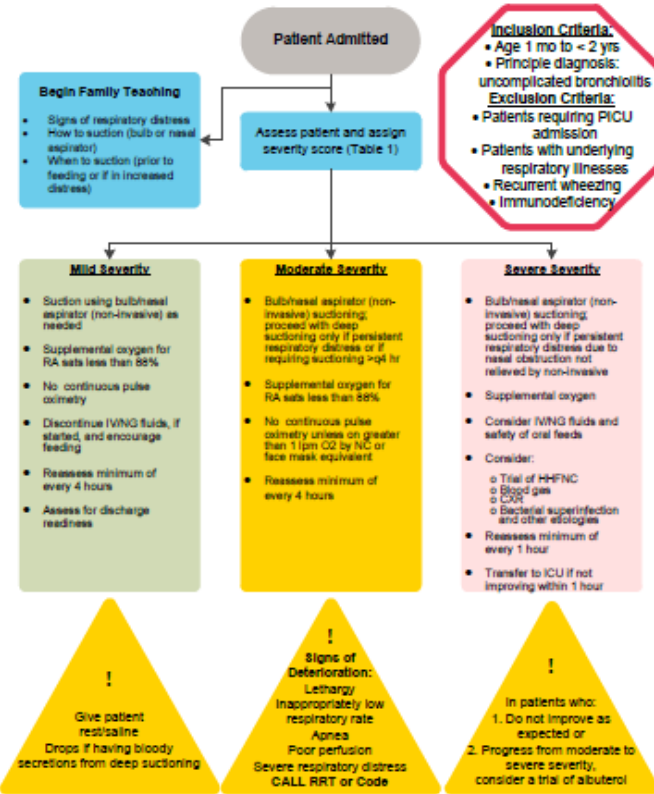 Patient Admitted
Inclusion Criteria:
• Age 1 mo to < 2 yrs
• Principle diagnosis:
uncomplicated bronchiolitis
Exclusion Criteria:
• Patients requiring PICU
admission
• Patients with underlying
respiratory illnesses
• Recurrent wheezing
• Immunodeficiency
Begin Family Teaching
• Signs of respiratory distress
• How to suction (bulb or nasal
aspirator)
• When to suction (prior to
feeding or if in increased
distress)
Assess patient and assign
severity score (Table 1)
Mild Severity
• Suction using bulb/nasal
aspirator (non-invasive) as
needed
• Supplemental oxygen for
RA sats less than 88%
• No continuous pulse
oximetry
• Discontinue IV/NG fluids, if
started, and encourage
feeding
• Reassess minimum of
every 4 hours
• Assess for discharge
readiness
Moderate Severity
• Bulb/nasal aspirator (non-
invasive) suctioning;
proceed with deep
suctioning only if persistent
respiratory distress or if
requiring suctioning >q4 hr
• Supplemental oxygen for
RA sats less than 88%
• No continuous pulse
oximetry unless on greater
than 1 lpm O2 by NC or
face mask equivalent
• Reassess minimum of
every 4 hours
Severe Severity
• Bulb/nasal aspirator (non-
invasive) suctioning;
proceed with deep
suctioning only if persistent
respiratory distress due to
nasal obstruction not
relieved by non-invasive
• Supplemental oxygen
• Consider IV/NG fluids and
safety of oral feeds
• Consider:
o Trial of HHFNC
o Blood gas
o CXR
o Bacterial superinfection
and other etiologies
• Reassess minimum of
every 1 hour
• Transfer to ICU if not
improving within 1 hour
!
Give patient
rest/saline
Drops if having bloody
secretions from deep suctioning
!
Signs of
Deterioration:
Lethargy
Inappropriately low
respiratory rate
Apnea
Poor perfusion
Severe respiratory distress
CALL RRT or Code
!
In patients who:
1. Do not improve as
expected or
2. Progress from moderate to
severe severity,
consider a trial of albuterol